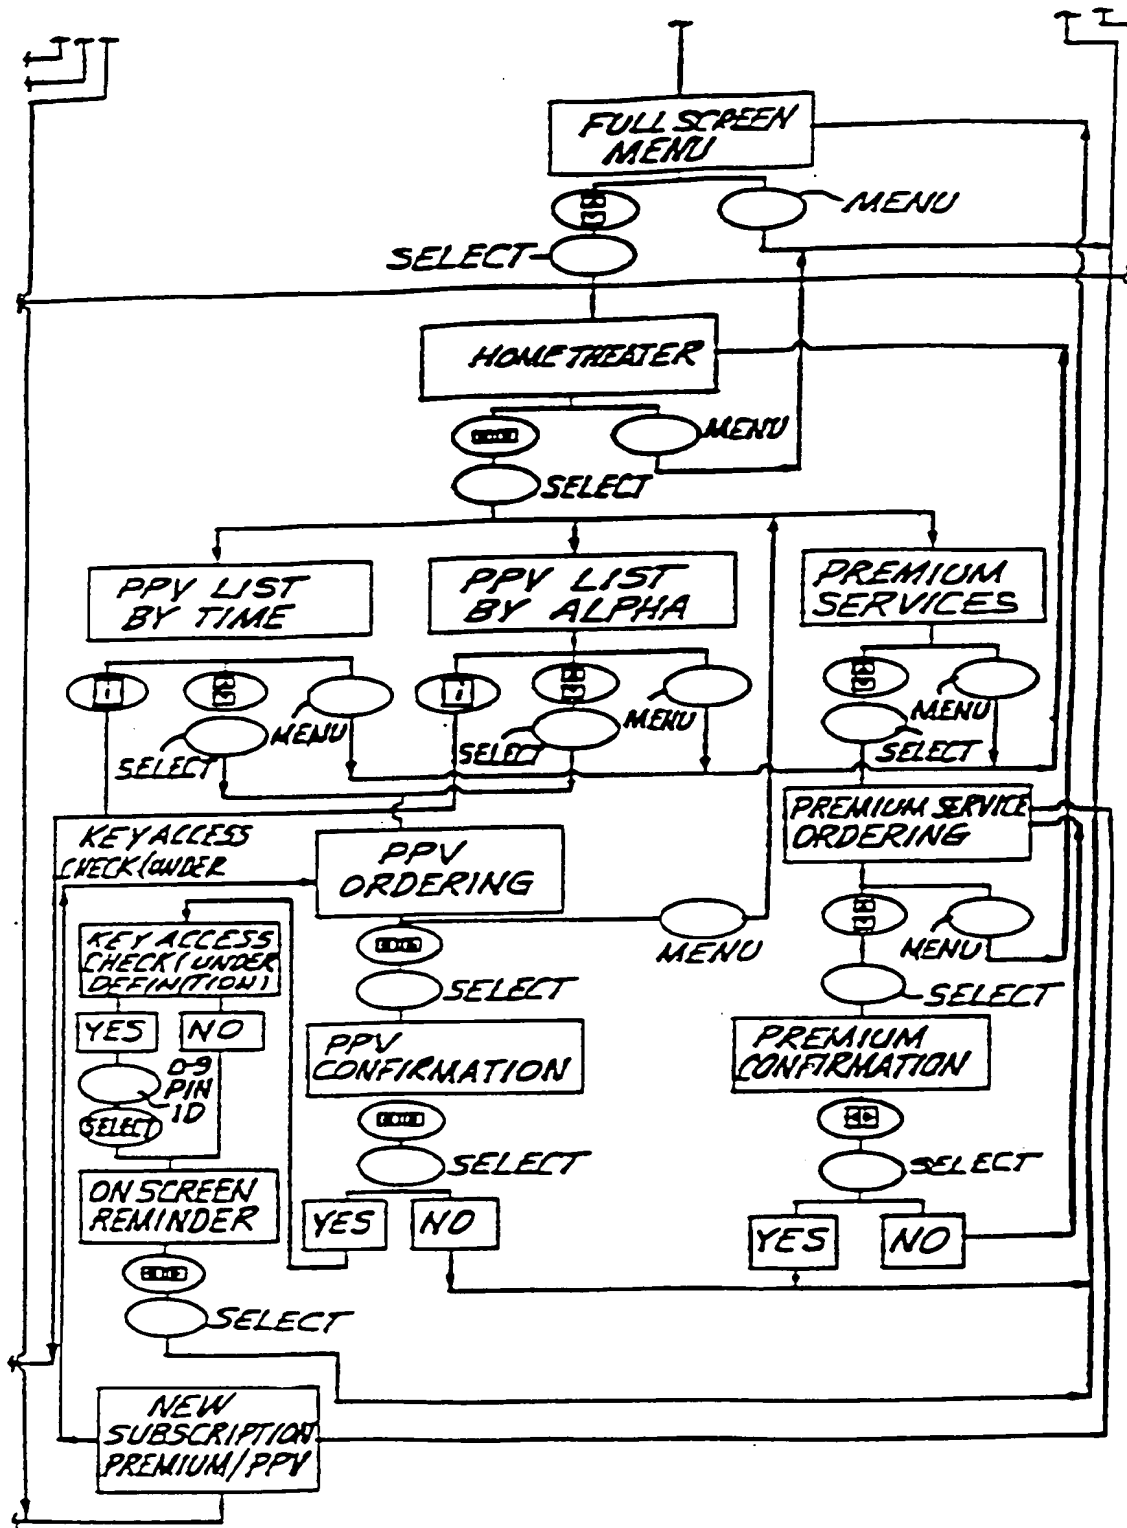 FULL SCREEN
MENU
MENU
SELECT
HOME THEATER
MENU
SELECT
PPV LIST
BY TIME
PPV LIST
BY ALPHA
PREMIUM
SERVICES
i
i
MENU
SELECT
MENU
SELECT
MENU
SELECT
KEY ACCESS
CHECK (UNDER
PPV
ORDERING
PREMIUM SERVICE
ORDERING
MENU
MENU
KEY ACCESS
CHECK (UNDER
DEFINITION)
SELECT
SELECT
YES
NO
PPV
CONFIRMATION
PREMIUM
CONFIRMATION
0-9
PIN
ID
SELECT
SELECT
SELECT
ON SCREEN
REMINDER
YES
NO
YES
NO
SELECT
NEW
SUBSCRIPTION
PREMIUM/PPV